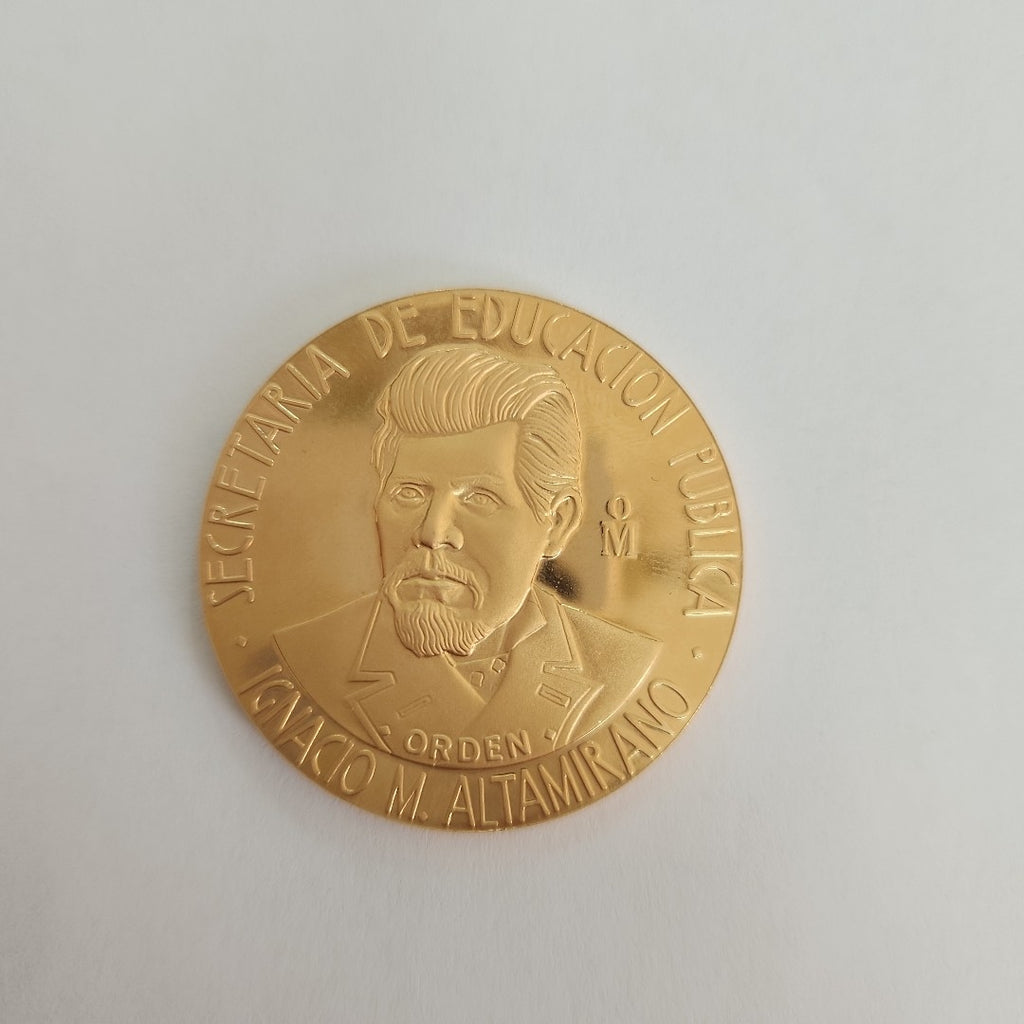 SECRETARIA DE EDUCACION PUBLICA
OM
ORDEN
IGNACIO M. ALTAMIRANO